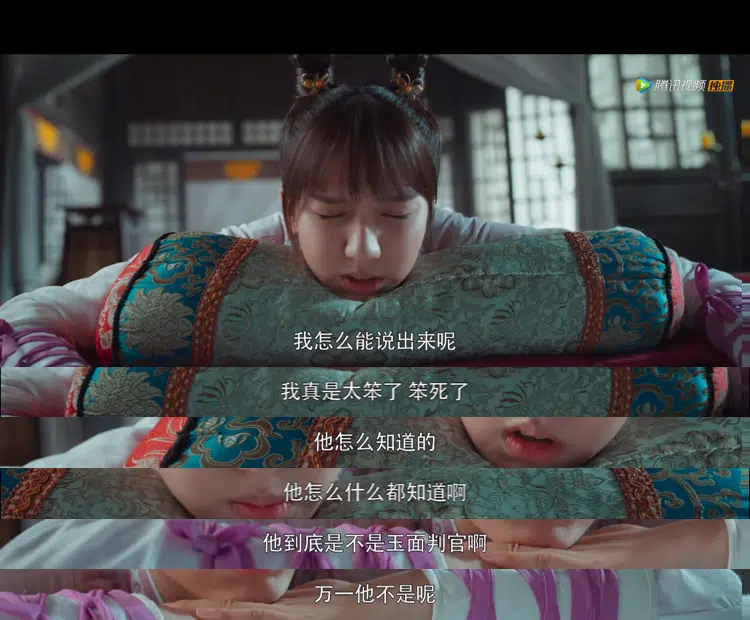 腾讯视频 独播
我怎么能说出来呢
我真是太笨了 笨死了
他怎么知道的
他怎么什么都知道啊
他到底是不是玉面判官啊
万一他不是呢